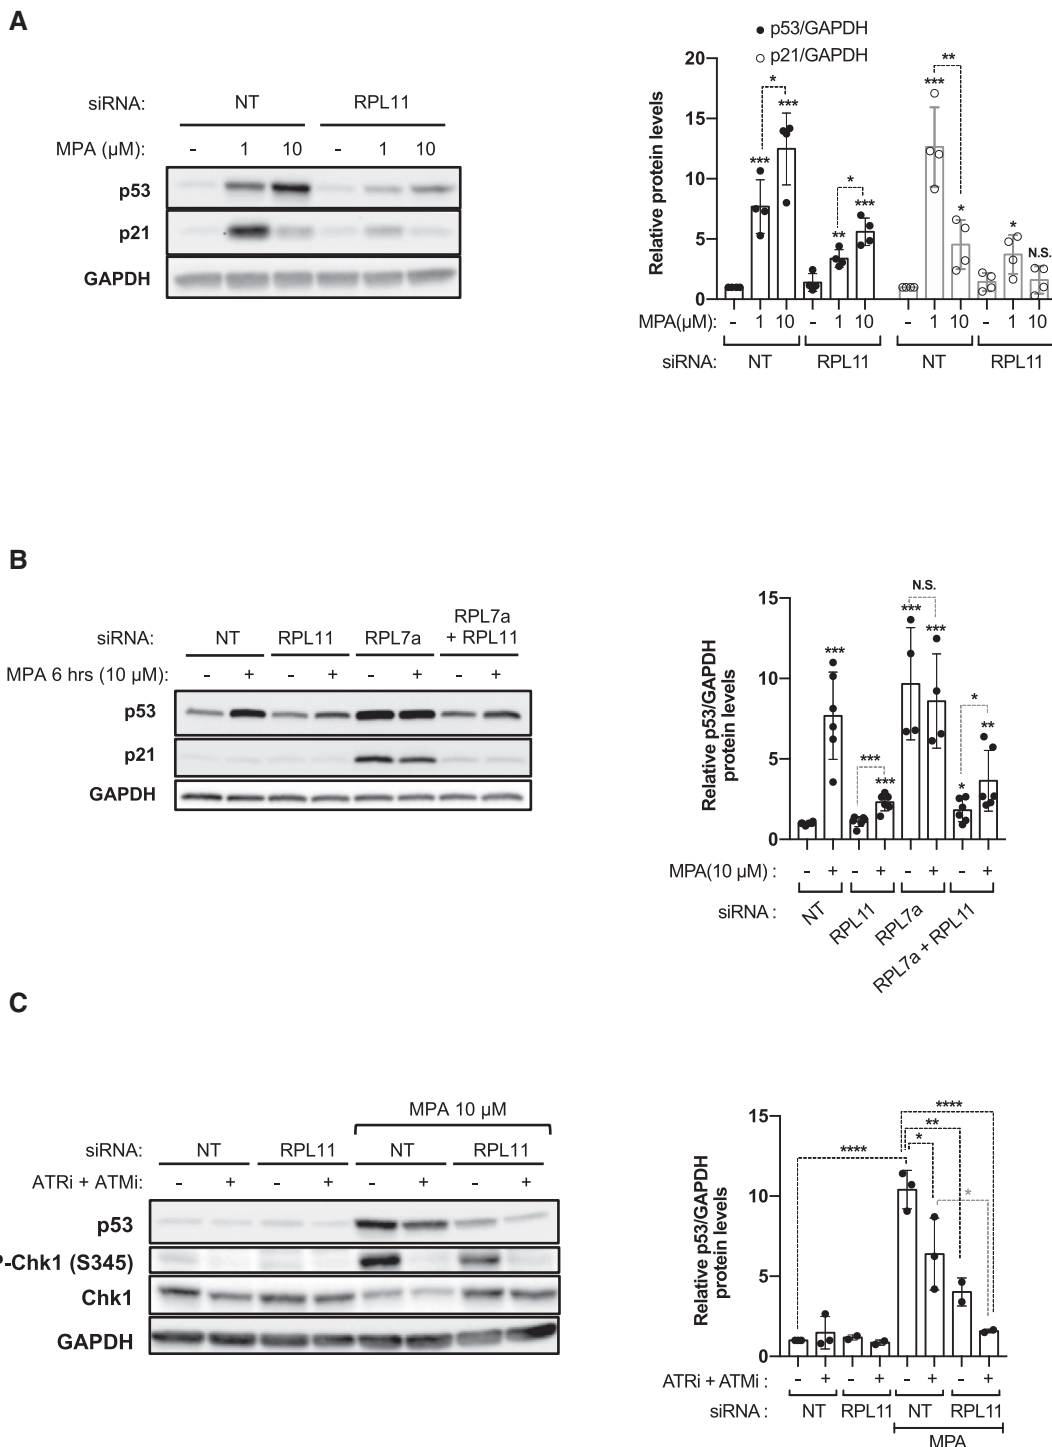 A
siRNA: NT RPL11
MPA (µM): - 1 10 - 1 10
p53
p21
GAPDH
● p53/GAPDH
○ p21/GAPDH
Relative protein levels
20
15
10
5
0
*** * *** ** * *** *** ** * * N.S.
MPA(µM): - 1 10 - 1 10 - 1 10 - 1 10
siRNA: NT RPL11 NT RPL11
B
siRNA: NT RPL11 RPL7a RPL7a + RPL11
MPA 6 hrs (10 µM): - + - + - + - +
p53
p21
GAPDH
Relative p53/GAPDH
protein levels
15
10
5
0
*** *** *** *** N.S. *** * * **
MPA(10 µM) : - + - + - + - +
siRNA : NT RPL11 RPL7a RPL7a + RPL11
C
MPA 10 µM
siRNA: NT RPL11 NT RPL11
ATRi + ATMi: - + - + - + - +
p53
P-Chk1 (S345)
Chk1
GAPDH
Relative p53/GAPDH
protein levels
15
10
5
0
**** **** ** * *
ATRi + ATMi : - + - + - + - +
siRNA : NT RPL11 NT RPL11
MPA